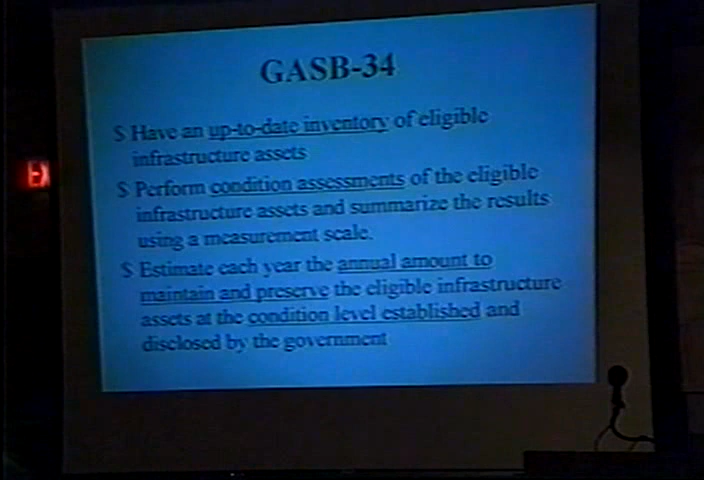 GASB-34
$ Have an up-to-date inventory of eligible
infrastructure assets
$ Perform condition assessments of the eligible
infrastructure assets and summarize the results
using a measurement scale.
$ Estimate each year the annual amount to
maintain and preserve the eligible infrastructure
assets at the condition level established and
disclosed by the government